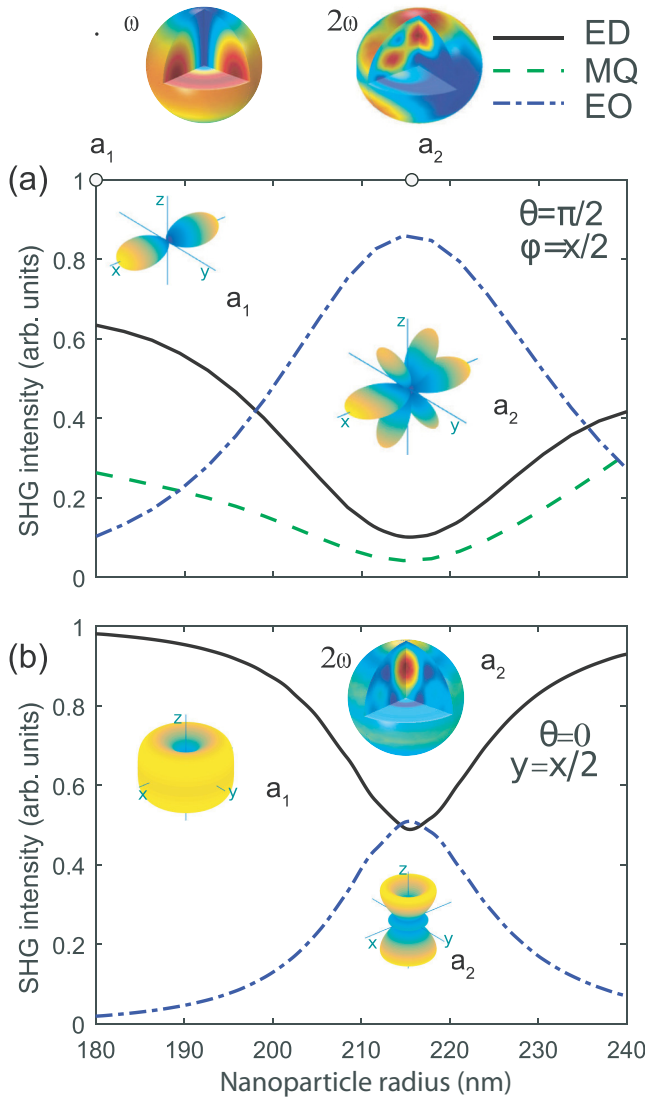 . ω 2ω ED
MQ
EO
a₁ a₂
(a)
1
0.8
0.6
0.4
0.2
0
SHG intensity (arb. units)
z
x y
a₁
θ=π/2
φ=x/2
z
x y
a₂
(b)
1
0.8
0.6
0.4
0.2
0
SHG intensity (arb. units)
2ω a₂
θ=0
y=x/2
z
x y
a₁
z
x y
a₂
180 190 200 210 220 230 240
Nanoparticle radius (nm)